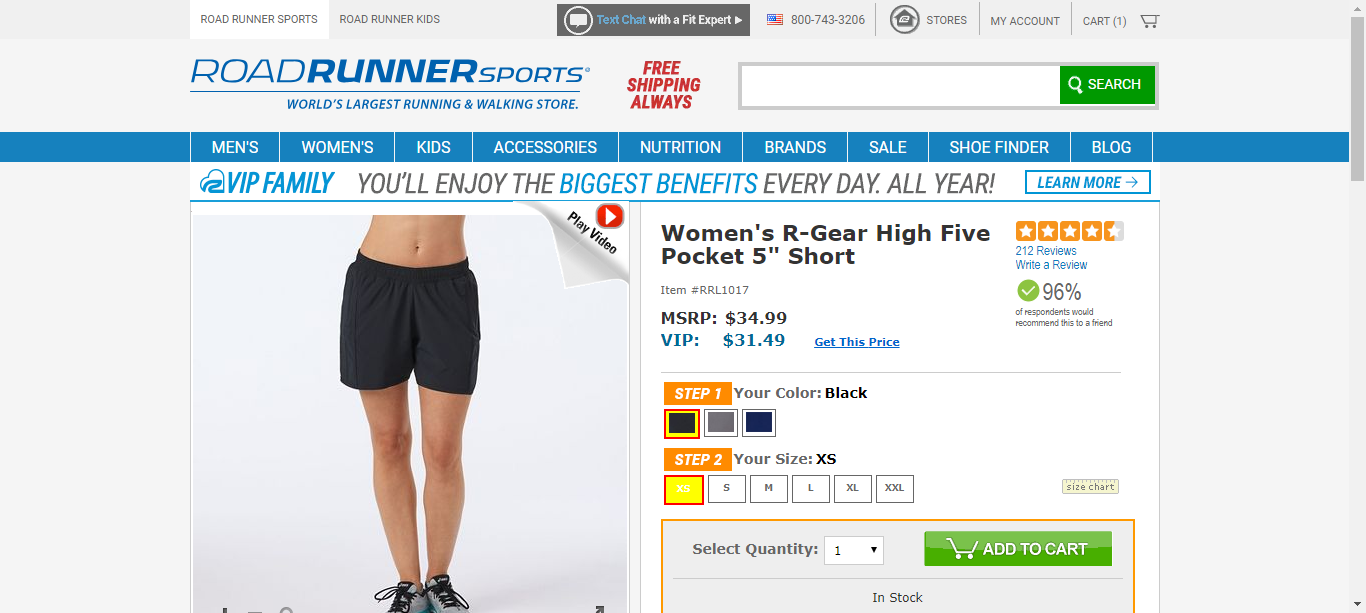 ROAD RUNNER SPORTS
ROAD RUNNER KIDS
Text Chat with a Fit Expert
800-743-3206
STORES
MY ACCOUNT
CART (1)
ROADRUNNERSPORTS®
WORLD'S LARGEST RUNNING & WALKING STORE.
FREE
SHIPPING
ALWAYS
SEARCH
MEN'S
WOMEN'S
KIDS
ACCESSORIES
NUTRITION
BRANDS
SALE
SHOE FINDER
BLOG
VIP FAMILY
YOU'LL ENJOY THE BIGGEST BENEFITS EVERY DAY. ALL YEAR!
LEARN MORE →
Play Video
Women's R-Gear High Five
Pocket 5" Short
212 Reviews
Write a Review
96%
of respondents would
recommend this to a friend
Item #RRL1017
MSRP: $34.99
VIP: $31.49
Get This Price
STEP 1
Your Color: Black
STEP 2
Your Size: XS
XS
S
M
L
XL
XXL
size chart
Select Quantity:
1
ADD TO CART
In Stock